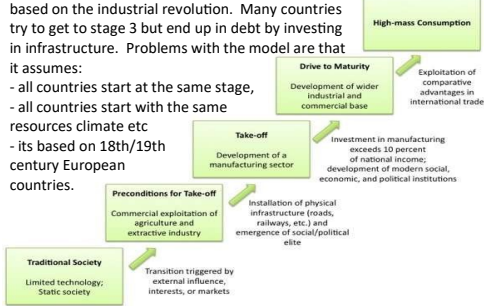 based on the industrial revolution.  Many countries
try to get to stage 3 but end up in debt by investing
in infrastructure.  Problems with the model are that
it assumes:
- all countries start at the same stage,
- all countries start with the same
resources climate etc
- its based on 18th/19th
century European
countries.
High-mass Consumption
Drive to Maturity
Development of wider
industrial and
commercial base
Exploitation of
comparative
advantages in
international trade
Take-off
Development of a
manufacturing sector
Investment in manufacturing
exceeds 10 percent
of national income;
development of modern social,
economic, and political institutions
Preconditions for Take-off
Commercial exploitation of
agriculture and
extractive industry
Installation of physical
infrastructure (roads,
railways, etc.) and
emergence of social/political
elite
Traditional Society
Limited technology;
Static society
Transition triggered by
external influence,
interests, or markets